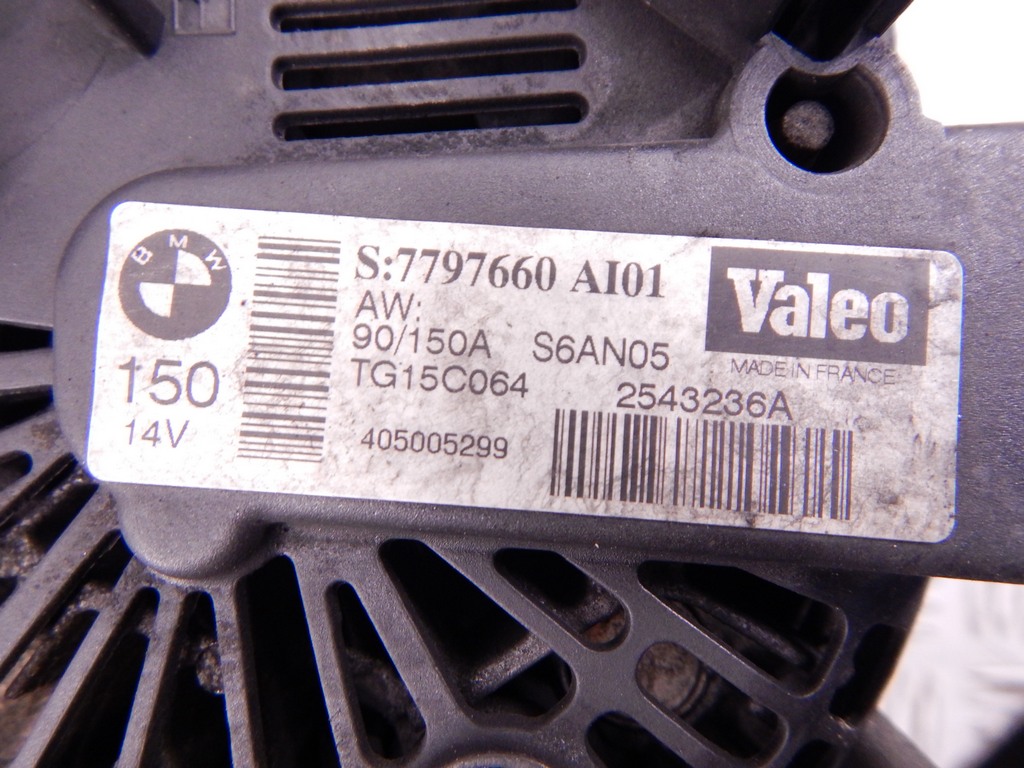 BMW
150
14V
S:7797660 AI01
AW:
90/150A S6AN05
TG15C064
2543236A
405005299
Valeo
MADE IN FRANCE